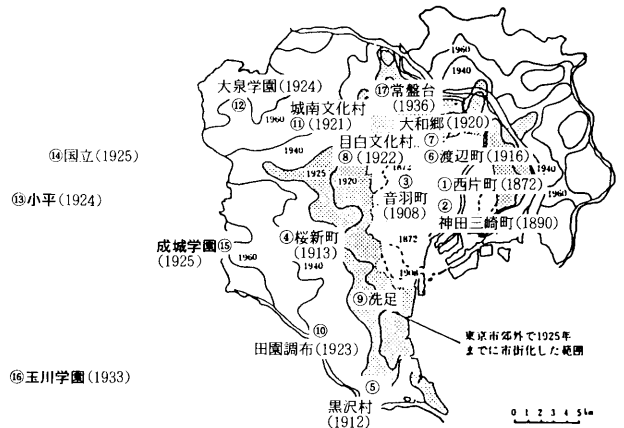 1960
1940
大泉学園(1924)
⑫
1960
⑰常盤台
(1936)
城南文化村
⑪
(1921)
大和郷(1920)
⑦
目白文化村..
⑧(1922)
1872
⑥渡辺町(1916)
⑭国立(1925)
1940
1925
1920
③
音羽町
(1908)
①西片町(1872)
②
神田三崎町(1890)
1940
1960
⑬小平(1924)
④桜新町
(1913)
1872
成城学園⑮
(1925)
1960
1940
1908
⑨洗足
東京市郊外で1925年
までに市街化した範囲
⑩
田園調布(1923)
⑯玉川学園(1933)
⑤
黒沢村
(1912)
0 1 2 3 4 5㎞